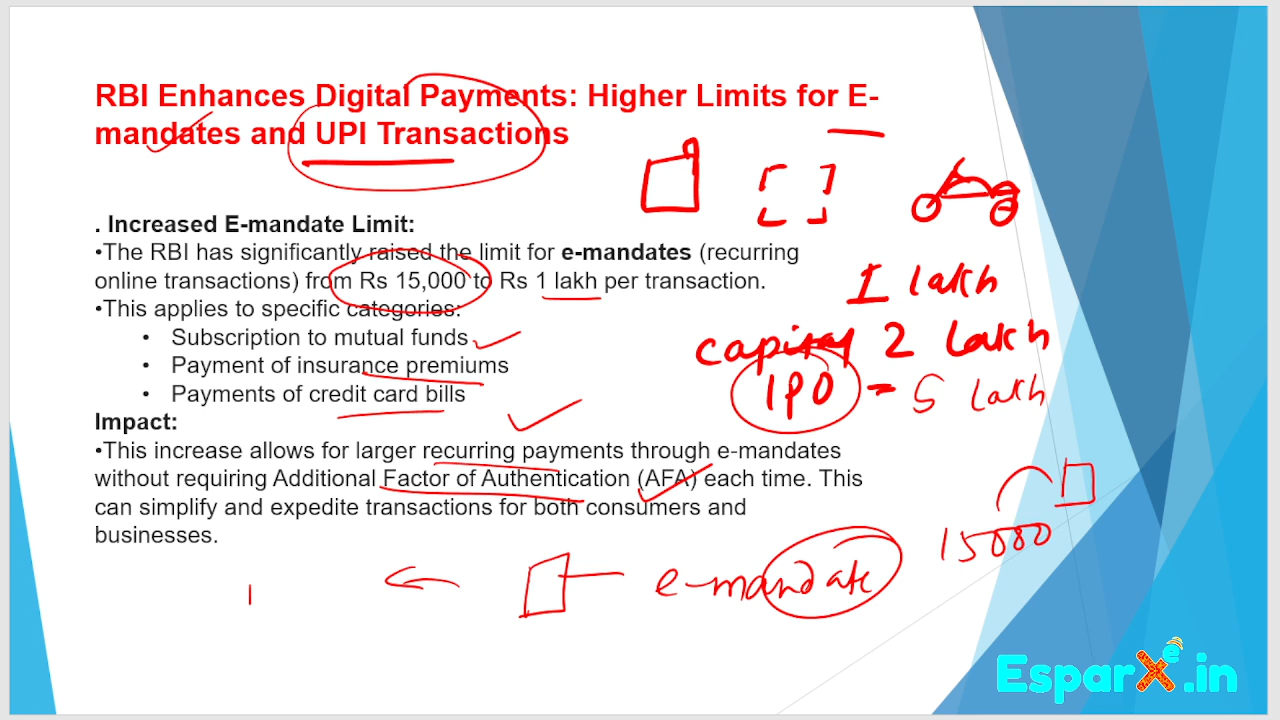 RBI Enhances Digital Payments: Higher Limits for E-
mandates and UPI Transactions
. Increased E-mandate Limit:
•The RBI has significantly raised the limit for e-mandates (recurring
online transactions) from Rs 15,000 to Rs 1 lakh per transaction.
•This applies to specific categories:
• Subscription to mutual funds
• Payment of insurance premiums
• Payments of credit card bills
Impact:
•This increase allows for larger recurring payments through e-mandates
without requiring Additional Factor of Authentication (AFA) each time. This
can simplify and expedite transactions for both consumers and
businesses.
1 lakh
capital 2 lakh
IPO - 5 lakh
15000
e-mandate
Esparxe.in